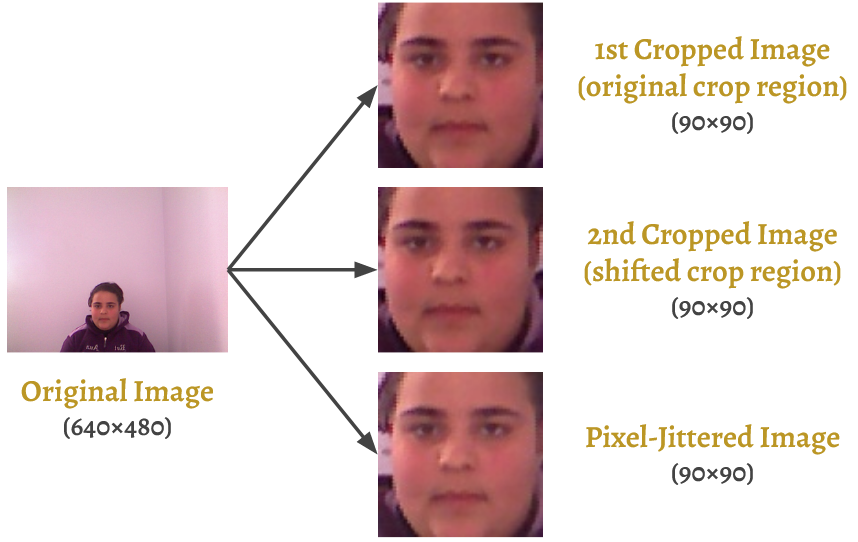 1st Cropped Image
(original crop region)
(90×90)
Original Image
(640×480)
2nd Cropped Image
(shifted crop region)
(90×90)
Pixel-Jittered Image
(90×90)